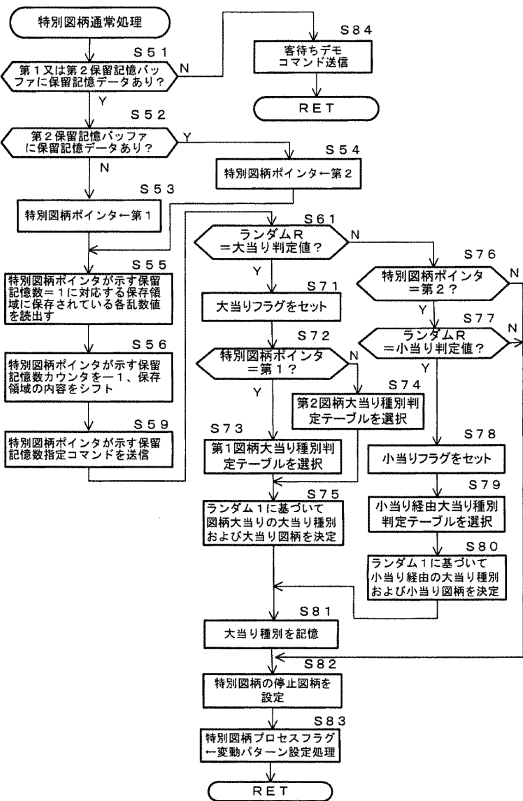 特別図柄通常処理
S51
第1又は第2保留記憶バッ
ファに保留記憶データあり?
N
Y
S84
客待ちデモ
コマンド送信
RET
S52
第2保留記憶バッファ
に保留記憶データあり?
Y
N
S54
特別図柄ポインター第2
S53
特別図柄ポインター第1
S55
特別図柄ポインタが示す保留
記憶数=1に対応する保存領
域に保存されている各乱数値
を読出す
S56
特別図柄ポインタが示す保留
記憶数カウンタを-1、保存
領域の内容をシフト
S59
特別図柄ポインタが示す保留
記憶数指定コマンドを送信
S61
ランダムR
=大当り判定値?
N
Y
S71
大当りフラグをセット
S72
特別図柄ポインタ
=第1?
N
Y
S74
第2図柄大当り種別判
定テーブルを選択
S73
第1図柄大当り種別判
定テーブルを選択
S75
ランダム1に基づいて
図柄大当りの大当り種別
および大当り図柄を決定
S76
特別図柄ポインタ
=第2?
N
Y
S77
ランダムR
=小当り判定値?
N
Y
S78
小当りフラグをセット
S79
小当り経由大当り種別
判定テーブルを選択
S80
ランダム1に基づいて
小当り経由の大当り種別
および小当り図柄を決定
S81
大当り種別を記憶
S82
特別図柄の停止図柄を
設定
S83
特別図柄プロセスフラグ
←変動パターン設定処理
RET